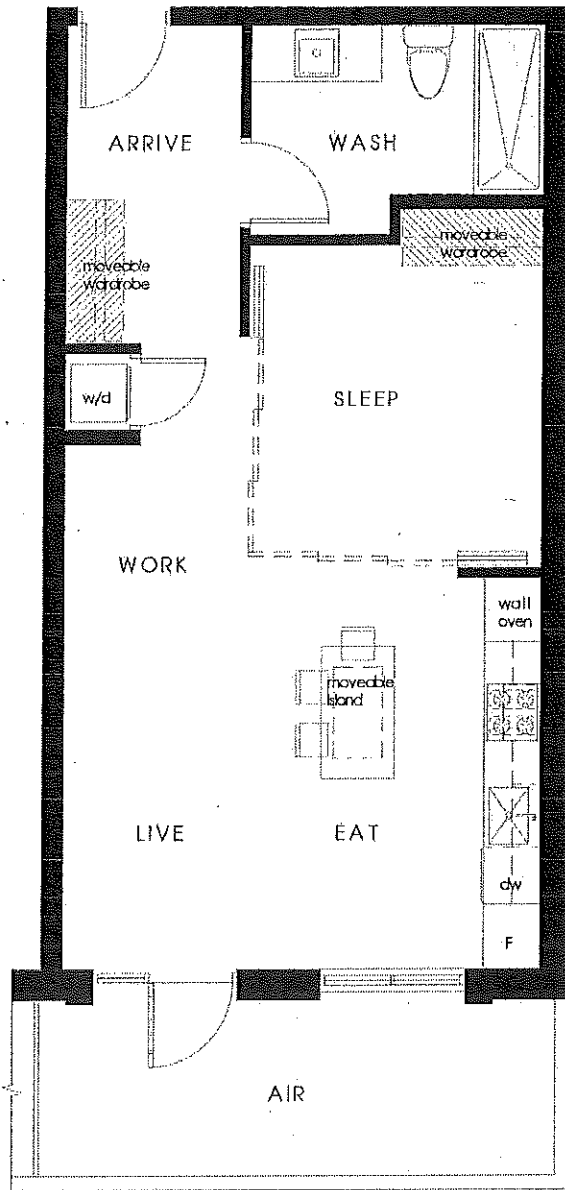 ARRIVE
WASH
moveable
wardrobe
moveable
wardrobe
w/d
SLEEP
WORK
wall
oven
moveable
island
LIVE
EAT
dw
F
AIR